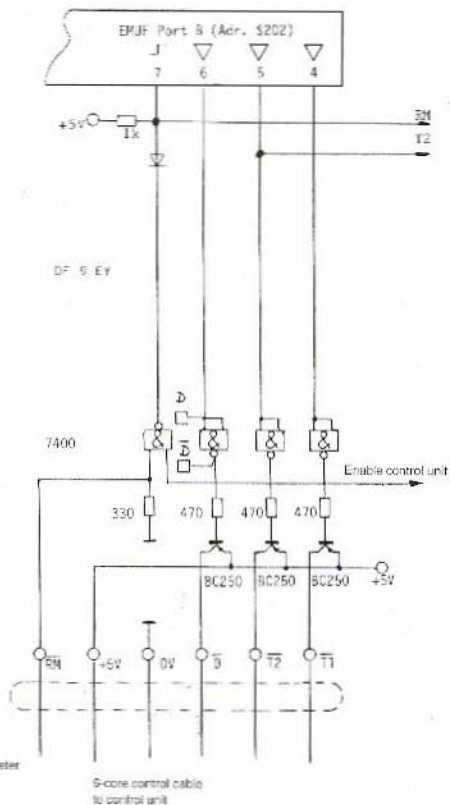 EMUF Port B (Adr. $202)
7 6 5 4
+5V
1k
RM
T2
DF 9 EY
D
7400
D
Enable control unit
330 470 470 470
BC250 BC250 BC250
+5V
RM +5V 0V D T2 T1
eter
6-core control cable
to control unit